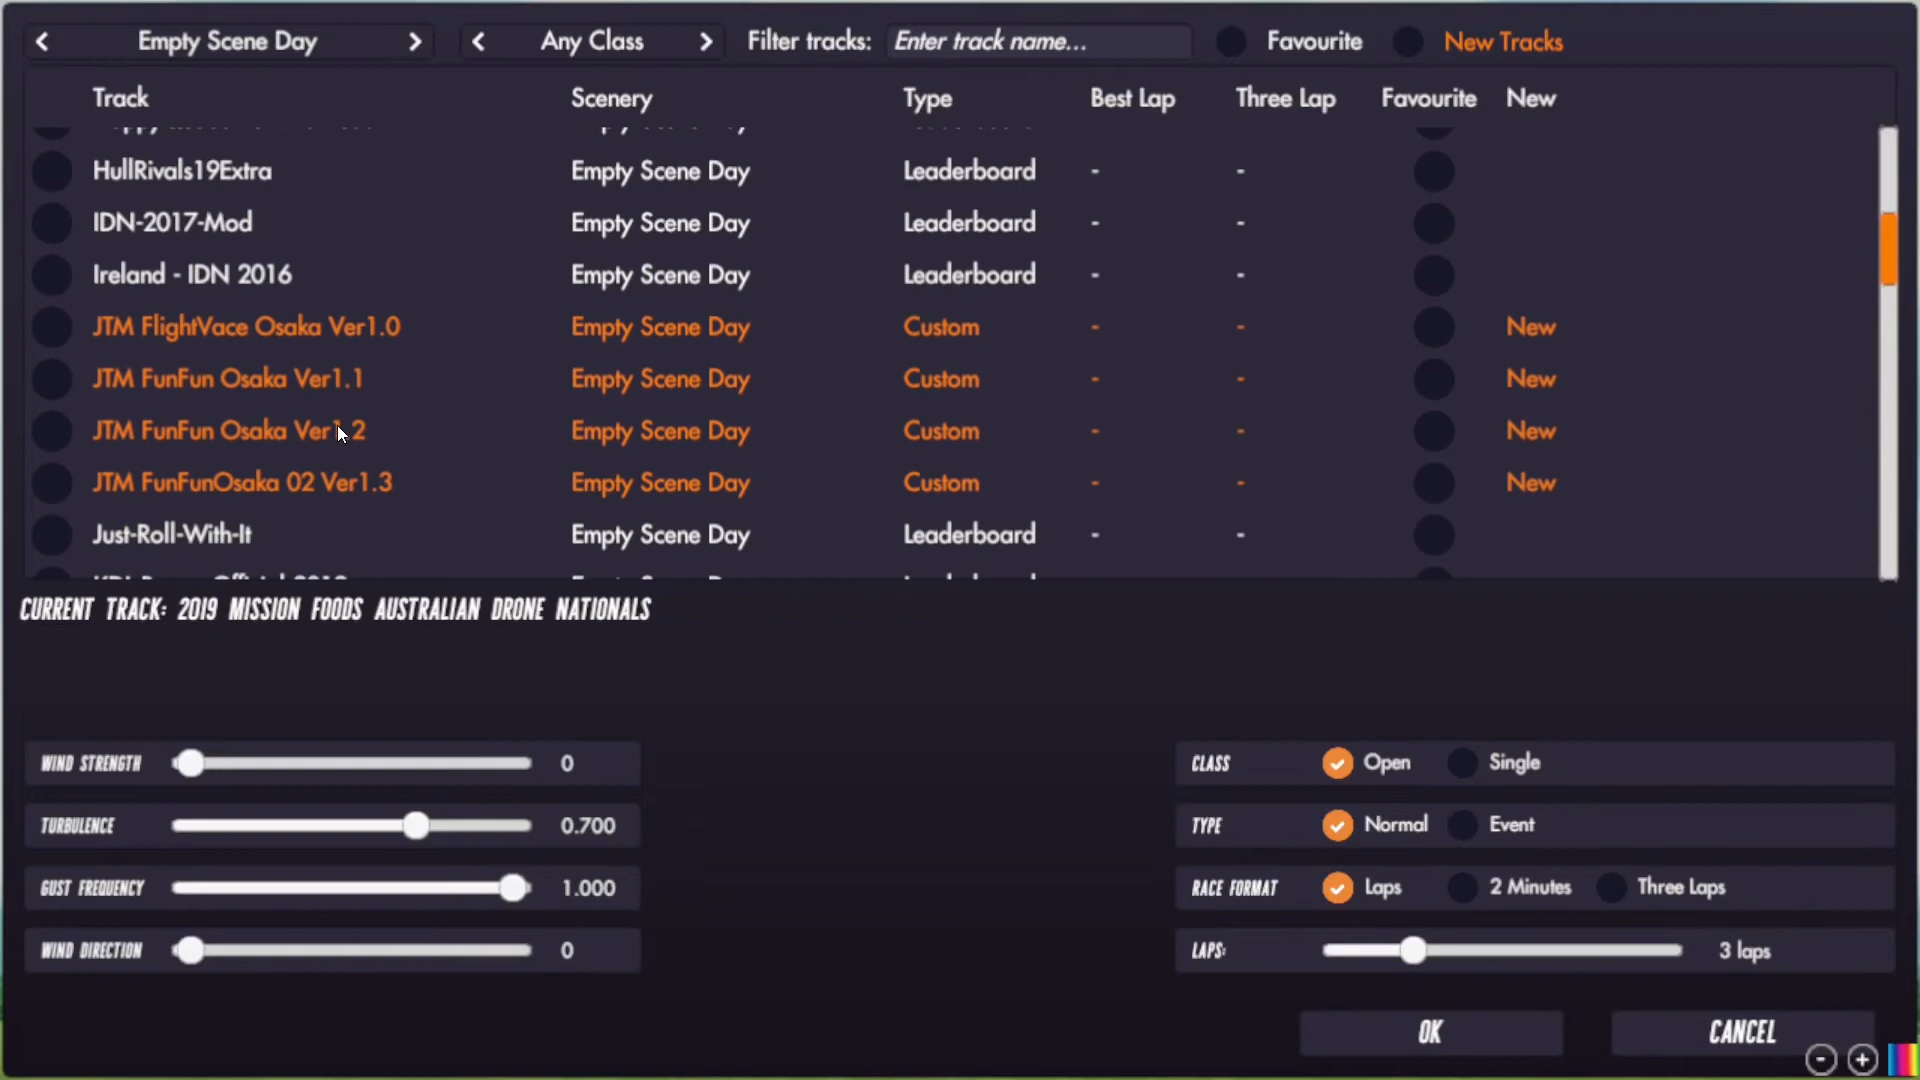 Empty Scene Day Any Class Filter tracks: Enter track name... Favourite New Tracks
Track Scenery Type Best Lap Three Lap Favourite New
HullRivals19Extra Empty Scene Day Leaderboard - -
IDN-2017-Mod Empty Scene Day Leaderboard - -
Ireland - IDN 2016 Empty Scene Day Leaderboard - -
JTM FlightVace Osaka Ver1.0 Empty Scene Day Custom - - New
JTM FunFun Osaka Ver1.1 Empty Scene Day Custom - - New
JTM FunFun Osaka Ver1.2 Empty Scene Day Custom - - New
JTM FunFunOsaka 02 Ver1.3 Empty Scene Day Custom - - New
Just-Roll-With-It Empty Scene Day Leaderboard - -
CURRENT TRACK: 2019 MISSION FOODS AUSTRALIAN DRONE NATIONALS
WIND STRENGTH 0 CLASS Open Single
TURBULENCE 0.700 TYPE Normal Event
GUST FREQUENCY 1.000 RACE FORMAT Laps 2 Minutes Three Laps
WIND DIRECTION 0 LAPS: 3 laps
OK CANCEL